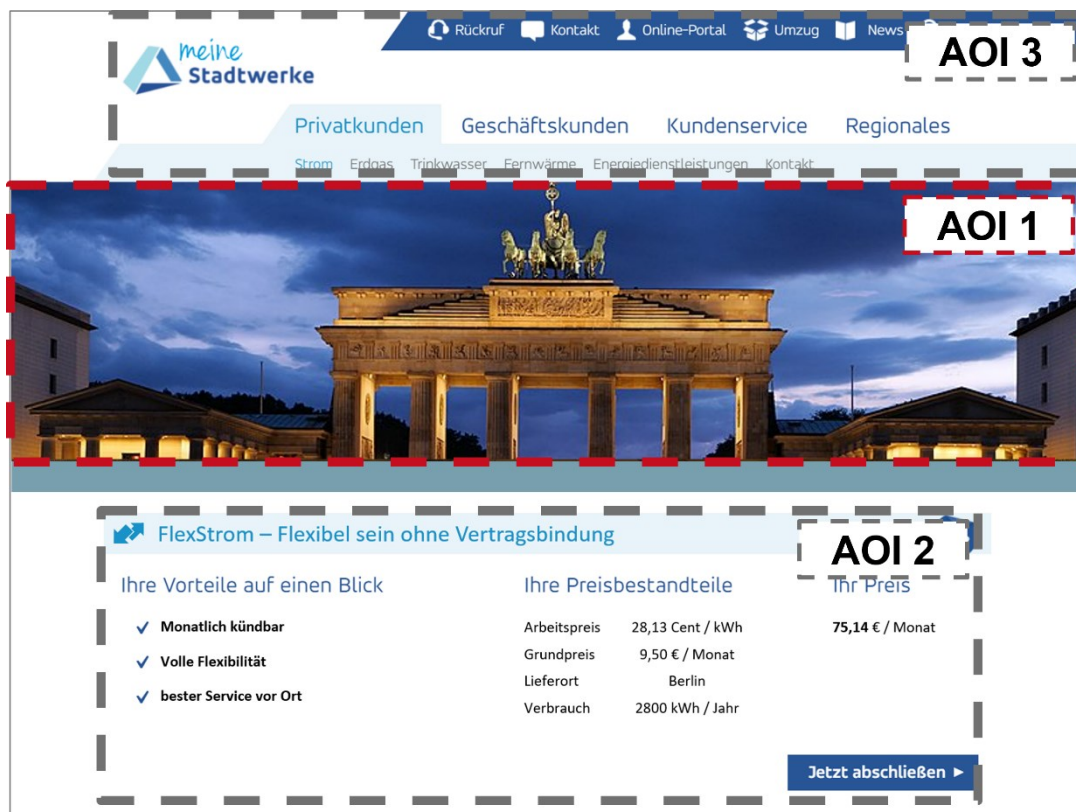 Rückruf Kontakt Online-Portal Umzug News
AOI 3
meine
Stadtwerke
Privatkunden Geschäftskunden Kundenservice Regionales
Strom Erdgas Trinkwasser Fernwärme Energiedienstleistungen Kontakt
AOI 1
FlexStrom – Flexibel sein ohne Vertragsbindung
AOI 2
Ihre Vorteile auf einen Blick Ihre Preisbestandteile Ihr Preis
Monatlich kündbar Arbeitspreis 28,13 Cent / kWh 75,14 € / Monat
Grundpreis 9,50 € / Monat
Volle Flexibilität
Lieferort Berlin
bester Service vor Ort
Verbrauch 2800 kWh / Jahr
Jetzt abschließen